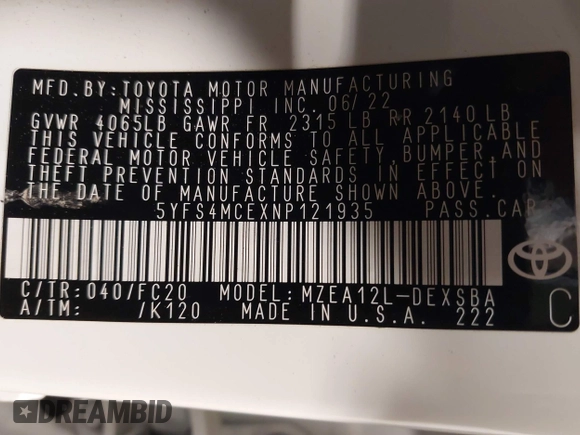 MFD. BY: TOYOTA MOTOR MANUFACTURING
MISSISSIPPI INC. 06/22
GVWR 4065LB GAWR FR 2315 LB RR 2140 LB
THIS VEHICLE CONFORMS TO ALL APPLICABLE
FEDERAL MOTOR VEHICLE SAFETY, BUMPER, AND
THEFT PREVENTION STANDARDS IN EFFECT ON
THE DATE OF MANUFACTURE SHOWN ABOVE.
5YFS4MCEXNP121935 PASS. CAR
C/TR: 040/FC20 MODEL: MZEA12L-DEXSBA
A/TM: /K120 MADE IN U.S.A. 222
C
DREAMBID